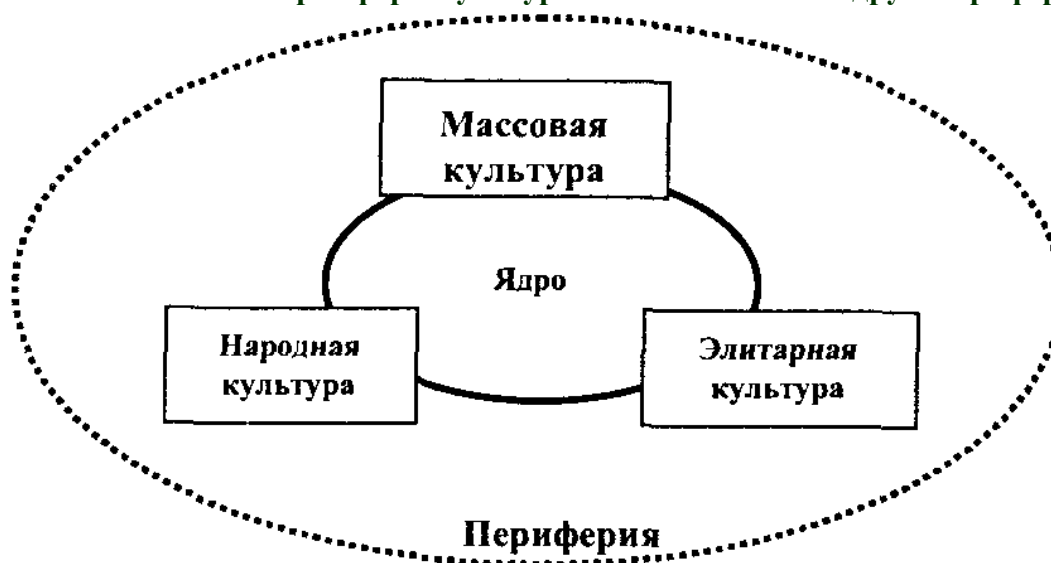 Массовая
культура
Ядро
Народная
культура
Элитарная
культура
Периферия